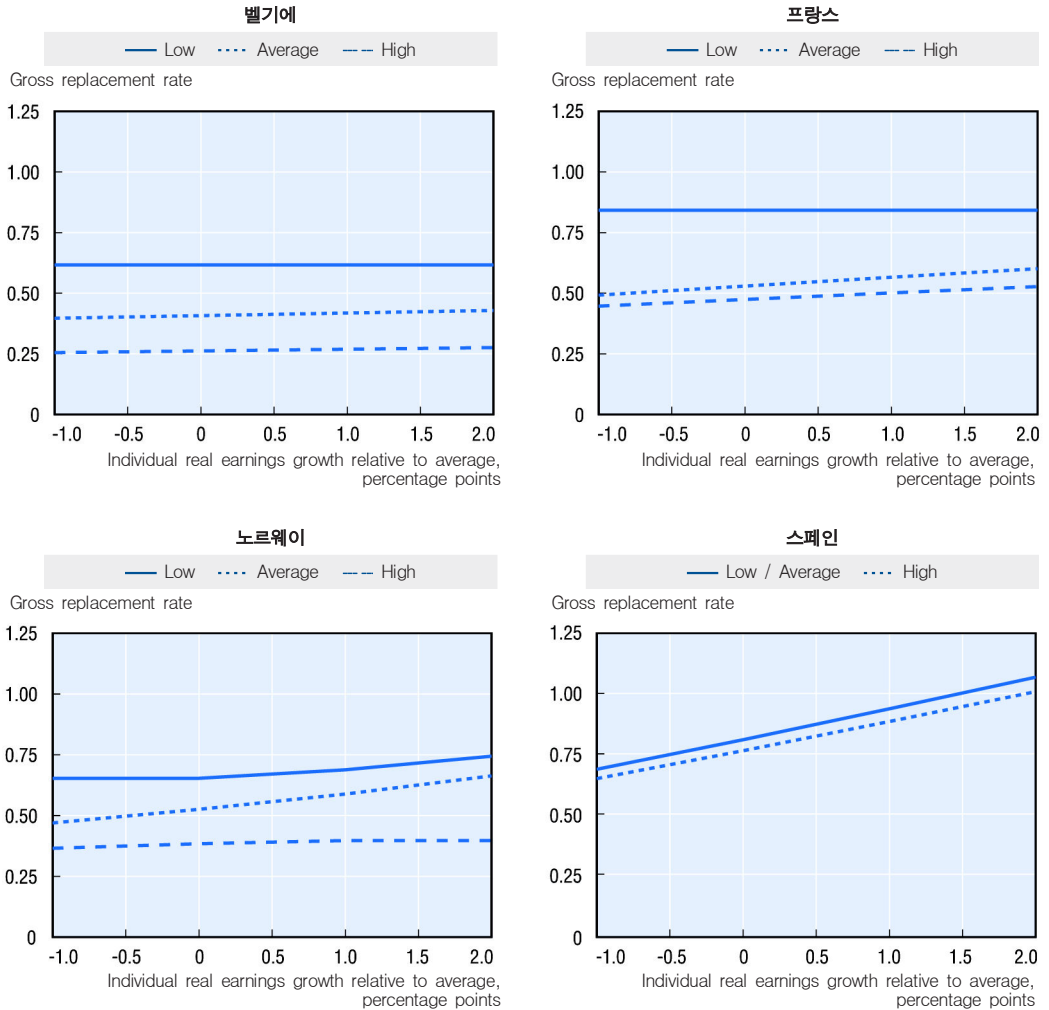 벨기에
Low Average High
Gross replacement rate
1.25
1.00
0.75
0.50
0.25
0
-1.0 -0.5 0 0.5 1.0 1.5 2.0
Individual real earnings growth relative to average,
percentage points
프랑스
Low Average High
Gross replacement rate
1.25
1.00
0.75
0.50
0.25
0
-1.0 -0.5 0 0.5 1.0 1.5 2.0
Individual real earnings growth relative to average,
percentage points
노르웨이
Low Average High
Gross replacement rate
1.25
1.00
0.75
0.50
0.25
0
-1.0 -0.5 0 0.5 1.0 1.5 2.0
Individual real earnings growth relative to average,
percentage points
스페인
Low / Average High
Gross replacement rate
1.25
1.00
0.75
0.50
0.25
0
-1.0 -0.5 0 0.5 1.0 1.5 2.0
Individual real earnings growth relative to average,
percentage points